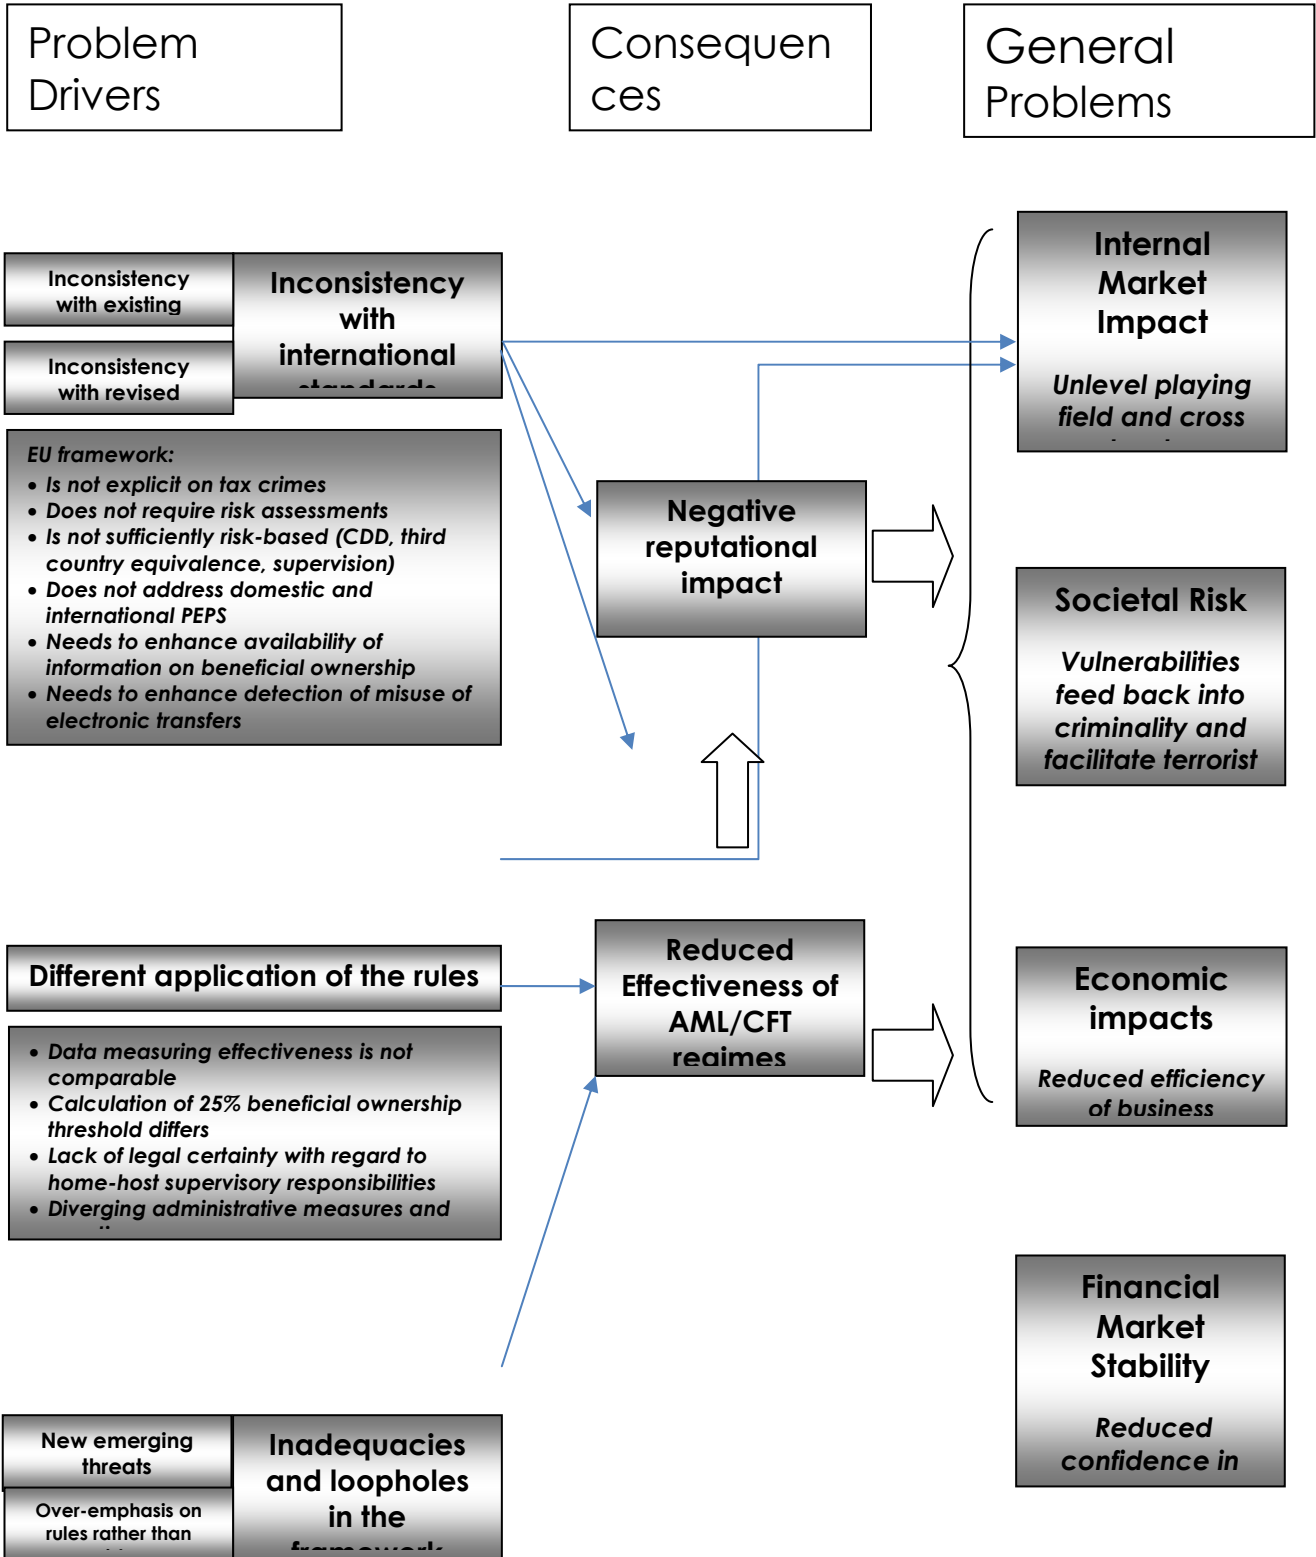 Problem
Drivers
Consequen
ces
General
Problems
Inconsistency
with existing
Inconsistency
with revised
Inconsistency
with
international
standards
EU framework:
• Is not explicit on tax crimes
• Does not require risk assessments
• Is not sufficiently risk-based (CDD, third
country equivalence, supervision)
• Does not address domestic and
international PEPS
• Needs to enhance availability of
information on beneficial ownership
• Needs to enhance detection of misuse of
electronic transfers
Different application of the rules
• Data measuring effectiveness is not
comparable
• Calculation of 25% beneficial ownership
threshold differs
• Lack of legal certainty with regard to
home-host supervisory responsibilities
• Diverging administrative measures and
New emerging
threats
Over-emphasis on
rules rather than
Inadequacies
and loopholes
in the
framework
Negative
reputational
impact
Reduced
Effectiveness of
AML/CFT
regimes
Internal
Market
Impact
Unlevel playing
field and cross
Societal Risk
Vulnerabilities
feed back into
criminality and
facilitate terrorist
Economic
impacts
Reduced efficiency
of business
Financial
Market
Stability
Reduced
confidence in